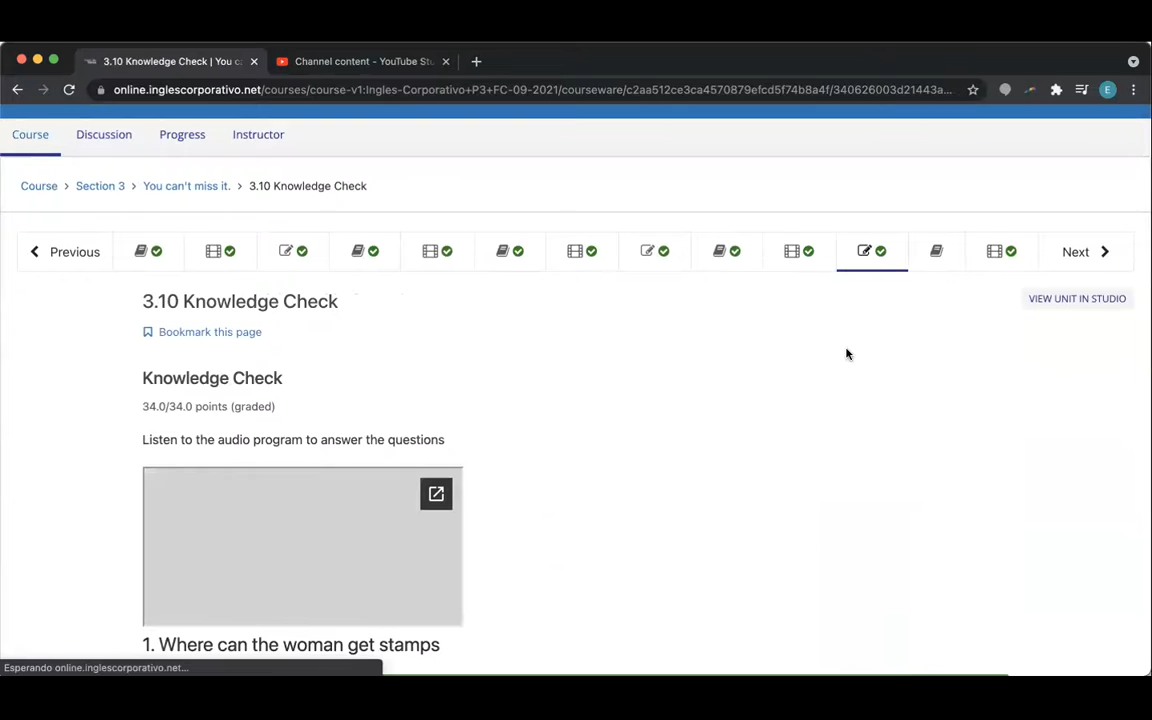 3.10 Knowledge Check | You c
Channel content - YouTube Stu
online.inglescorporativo.net/courses/course-v1:Ingles-Corporativo+P3+FC-09-2021/courseware/c2aa512ce3ca4570879efcd5f74b8a4f/340626003d21443a...
E
Course Discussion Progress Instructor
Course > Section 3 > You can't miss it. > 3.10 Knowledge Check
Previous
Next
3.10 Knowledge Check
VIEW UNIT IN STUDIO
Bookmark this page
Knowledge Check
34.0/34.0 points (graded)
Listen to the audio program to answer the questions
1. Where can the woman get stamps
Esperando online.inglescorporativo.net...